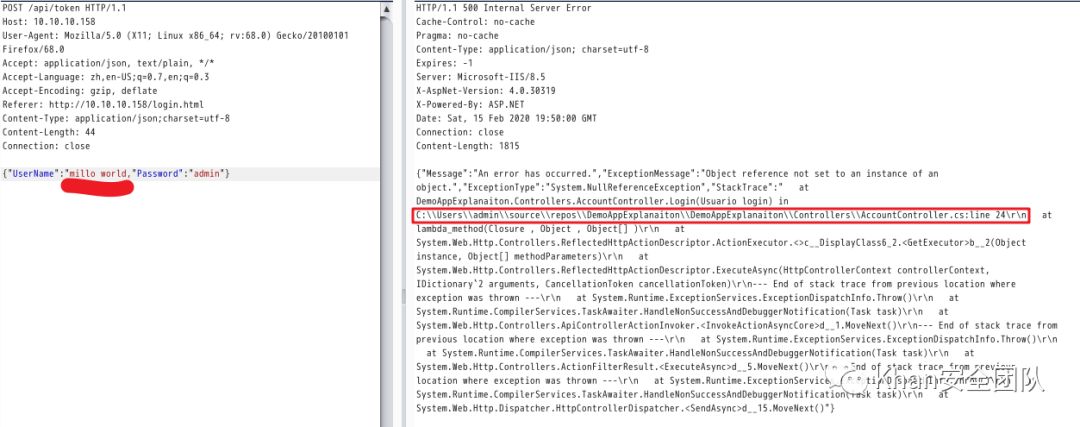 POST /api/token HTTP/1.1
Host: 10.10.10.158
User-Agent: Mozilla/5.0 (X11; Linux x86_64; rv:68.0) Gecko/20100101
Firefox/68.0
Accept: application/json, text/plain, */*
Accept-Language: zh,en-US;q=0.7,en;q=0.3
Accept-Encoding: gzip, deflate
Referer: http://10.10.10.158/login.html
Content-Type: application/json;charset=utf-8
Content-Length: 44
Connection: close
{"UserName":"millo world,"Password":"admin"}
HTTP/1.1 500 Internal Server Error
Cache-Control: no-cache
Pragma: no-cache
Content-Type: application/json; charset=utf-8
Expires: -1
Server: Microsoft-IIS/8.5
X-AspNet-Version: 4.0.30319
X-Powered-By: ASP.NET
Date: Sat, 15 Feb 2020 19:50:00 GMT
Connection: close
Content-Length: 1815
{"Message":"An error has occurred.","ExceptionMessage":"Object reference not set to an instance of an
object.","ExceptionType":"System.NullReferenceException","StackTrace":"   at
DemoAppExplanaiton.Controllers.AccountController.Login(Usuario login) in
C:\\Users\\admin\\source\\repos\\DemoAppExplanaiton\\DemoAppExplanaiton\\Controllers\\AccountController.cs:line 24\r\n   at
lambda_method(Closure , Object , Object[] )\r\n   at
System.Web.Http.Controllers.ReflectedHttpActionDescriptor.ActionExecutor.<>c__DisplayClass6_2.<GetExecutor>b__2(Object
instance, Object[] methodParameters)\r\n   at
System.Web.Http.Controllers.ReflectedHttpActionDescriptor.ExecuteAsync(HttpControllerContext controllerContext,
IDictionary`2 arguments, CancellationToken cancellationToken)\r\n--- End of stack trace from previous location where
exception was thrown ---\r\n   at System.Runtime.ExceptionServices.ExceptionDispatchInfo.Throw()\r\n   at
System.Runtime.CompilerServices.TaskAwaiter.HandleNonSuccessAndDebuggerNotification(Task task)\r\n   at
System.Web.Http.Controllers.ApiControllerActionInvoker.<InvokeActionAsyncCore>d__1.MoveNext()\r\n--- End of stack trace from
previous location where exception was thrown ---\r\n   at System.Runtime.ExceptionServices.ExceptionDispatchInfo.Throw()\r\n
at System.Runtime.CompilerServices.TaskAwaiter.HandleNonSuccessAndDebuggerNotification(Task task)\r\n   at
System.Web.Http.Controllers.ActionFilterResult.<ExecuteAsync>d__5.MoveNext()\r\n--- End of stack trace from previous
location where exception was thrown ---\r\n   at System.Runtime.ExceptionServices
System.Runtime.CompilerServices.TaskAwaiter.HandleNonSuccessAndDebuggerNotification(Task task)\r\n   at
System.Web.Http.Dispatcher.HttpControllerDispatcher.<SendAsync>d__15.MoveNext()"}
Khan安全团队